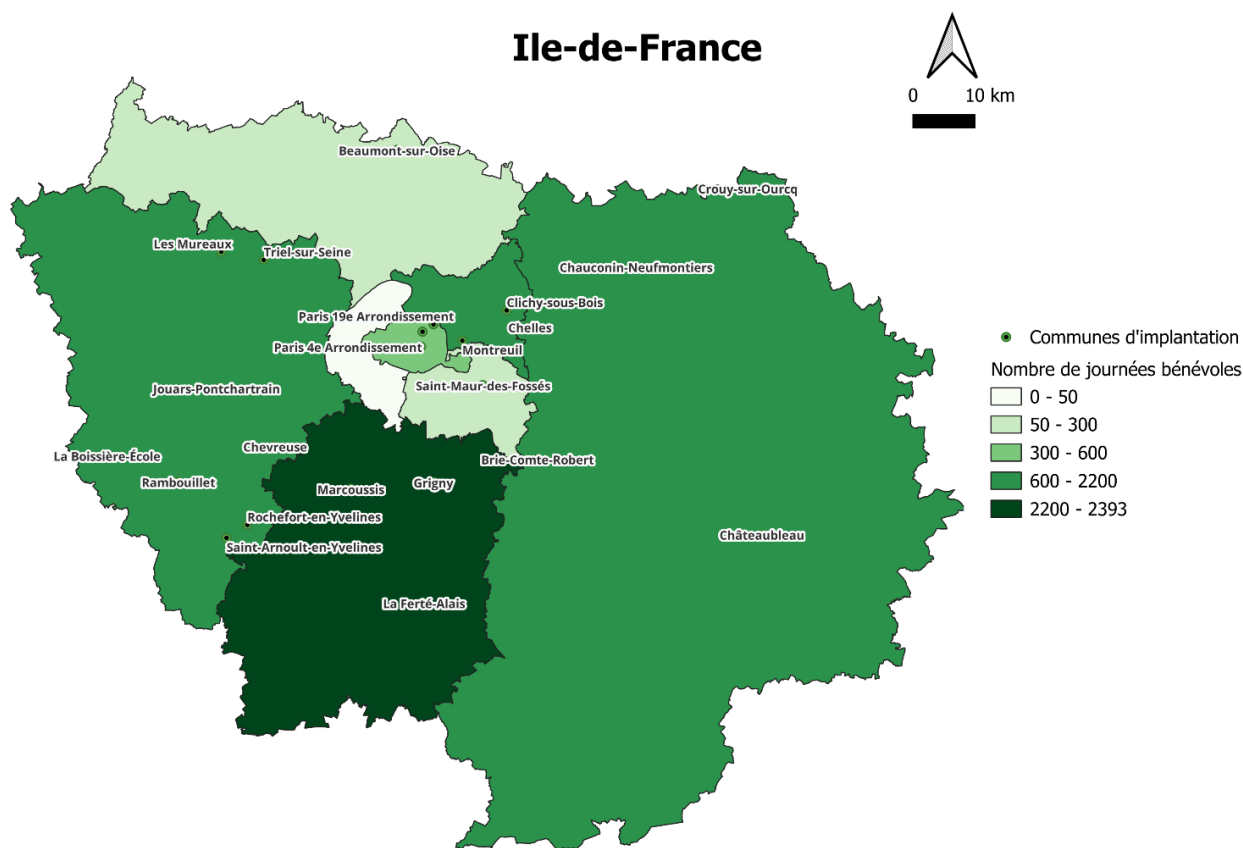 Ile-de-France
0 10 km
Beaumont-sur-Oise
Crouy-sur-Ourcq
Les Mureaux
Triel-sur-Seine
Chauconin-Neufmontiers
Clichy-sous-Bois
Paris 19e Arrondissement
Chelles
Paris 4e Arrondissement
Montreuil
Saint-Maur-des-Fossés
Jouars-Pontchartrain
Chevreuse
La Boissière-École
Brie-Comte-Robert
Rambouillet
Marcoussis
Grigny
Rochefort-en-Yvelines
Châteaubleau
Saint-Arnoult-en-Yvelines
La Ferté-Alais
Communes d'implantation
Nombre de journées bénévoles
0 - 50
50 - 300
300 - 600
600 - 2200
2200 - 2393